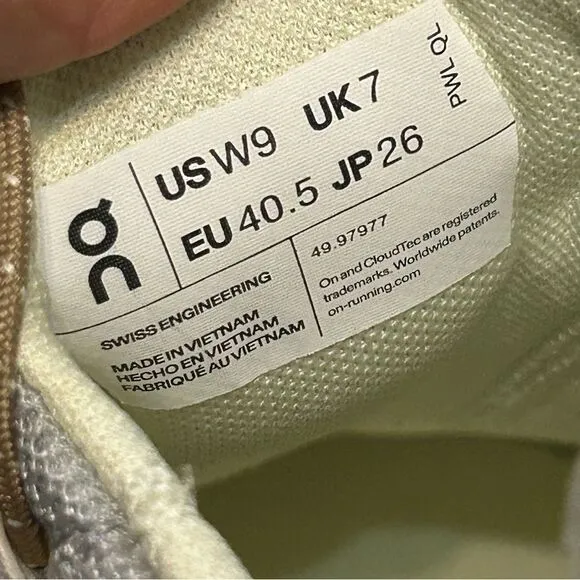 US W9 UK 7
EU 40.5 JP 26
PWL QL
on
SWISS ENGINEERING
MADE IN VIETNAM
HECHO EN VIETNAM
FABRIQUÉ AU VIETNAM
49.97977
On and CloudTec are registered
trademarks. Worldwide patents.
on-running.com